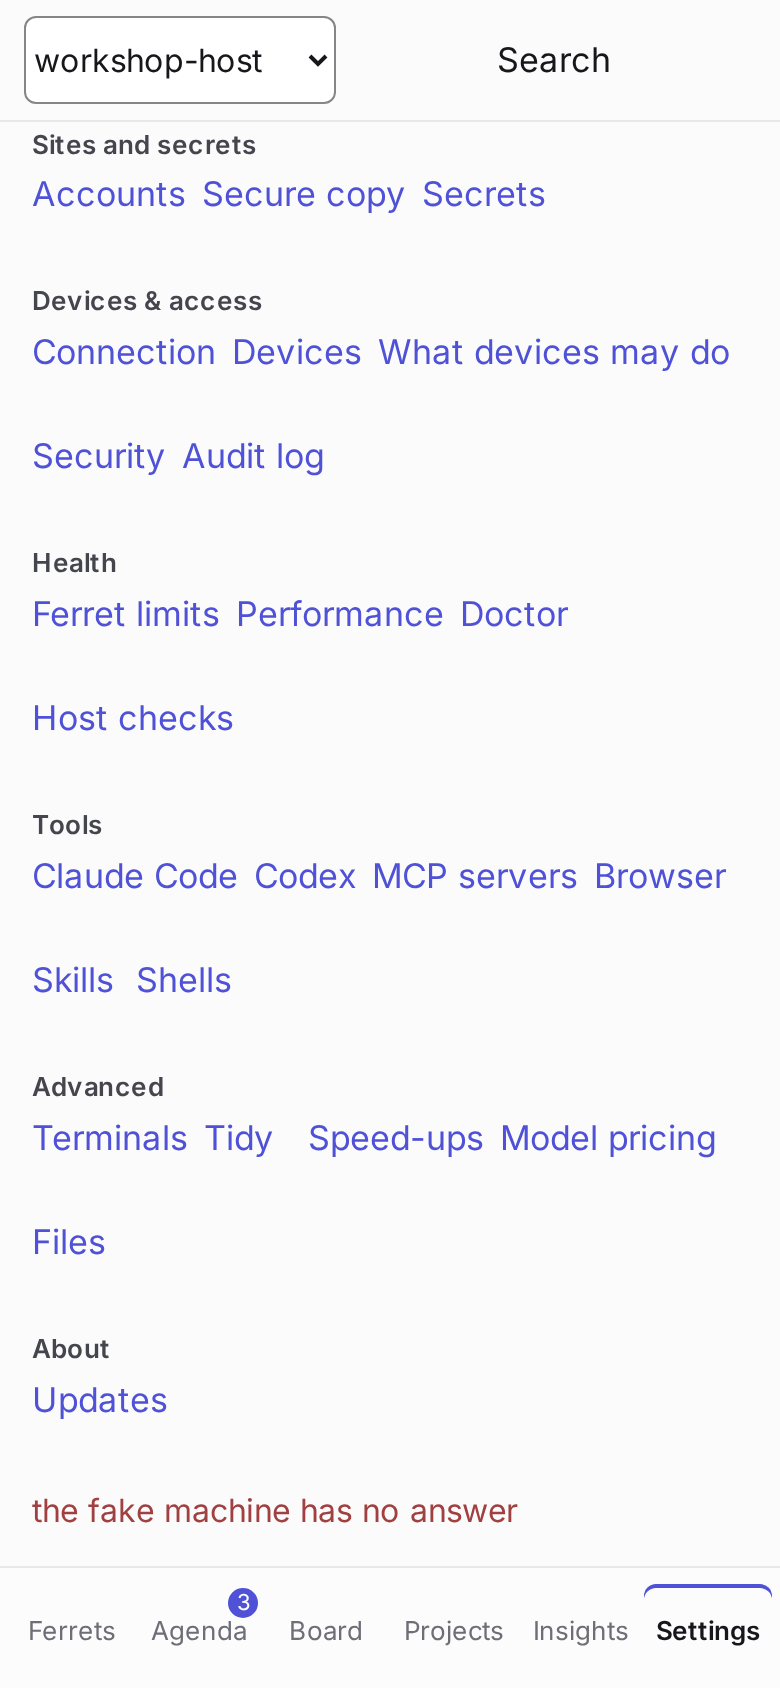 workshop-host Search
Sites and secrets
Accounts Secure copy Secrets
Devices & access
Connection Devices What devices may do
Security Audit log
Health
Ferret limits Performance Doctor
Host checks
Tools
Claude Code Codex MCP servers Browser
Skills Shells
Advanced
Terminals Tidy Speed-ups Model pricing
Files
About
Updates
the fake machine has no answer
3
Ferrets Agenda Board Projects Insights Settings